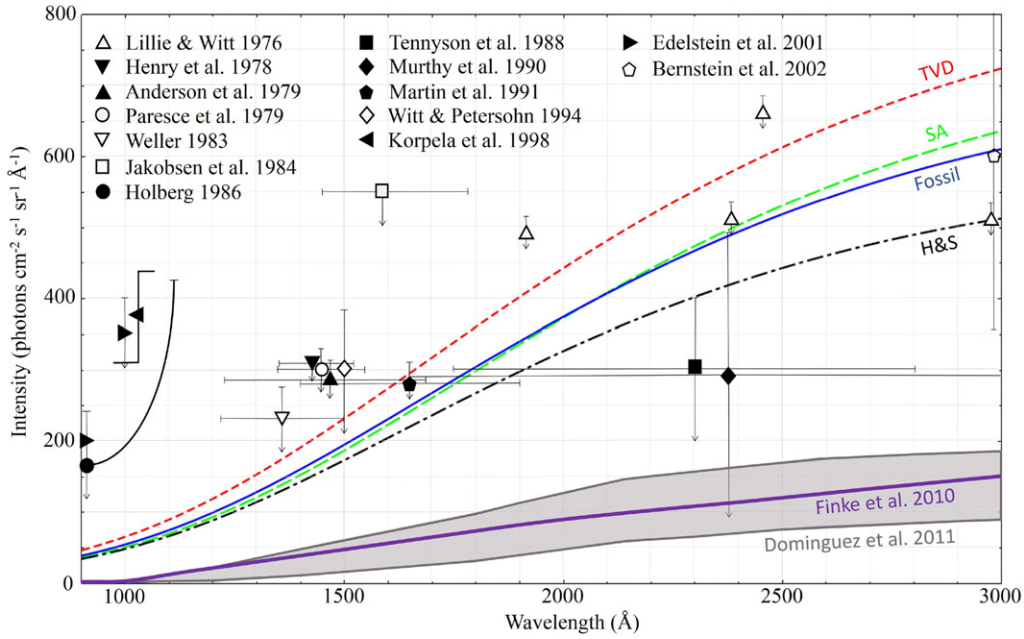 800
600
400
200
0
Intensity (photons cm⁻² s⁻¹ sr⁻¹ Å⁻¹)
Lillie & Witt 1976
Henry et al. 1978
Anderson et al. 1979
Paresce et al. 1979
Weller 1983
Jakobsen et al. 1984
Holberg 1986
Tennyson et al. 1988
Murthy et al. 1990
Martin et al. 1991
Witt & Petersohn 1994
Korpela et al. 1998
Edelstein et al. 2001
Bernstein et al. 2002
TVD
SA
Fossil
H&S
Finke et al. 2010
Dominguez et al. 2011
1000
1500
2000
2500
3000
Wavelength (Å)